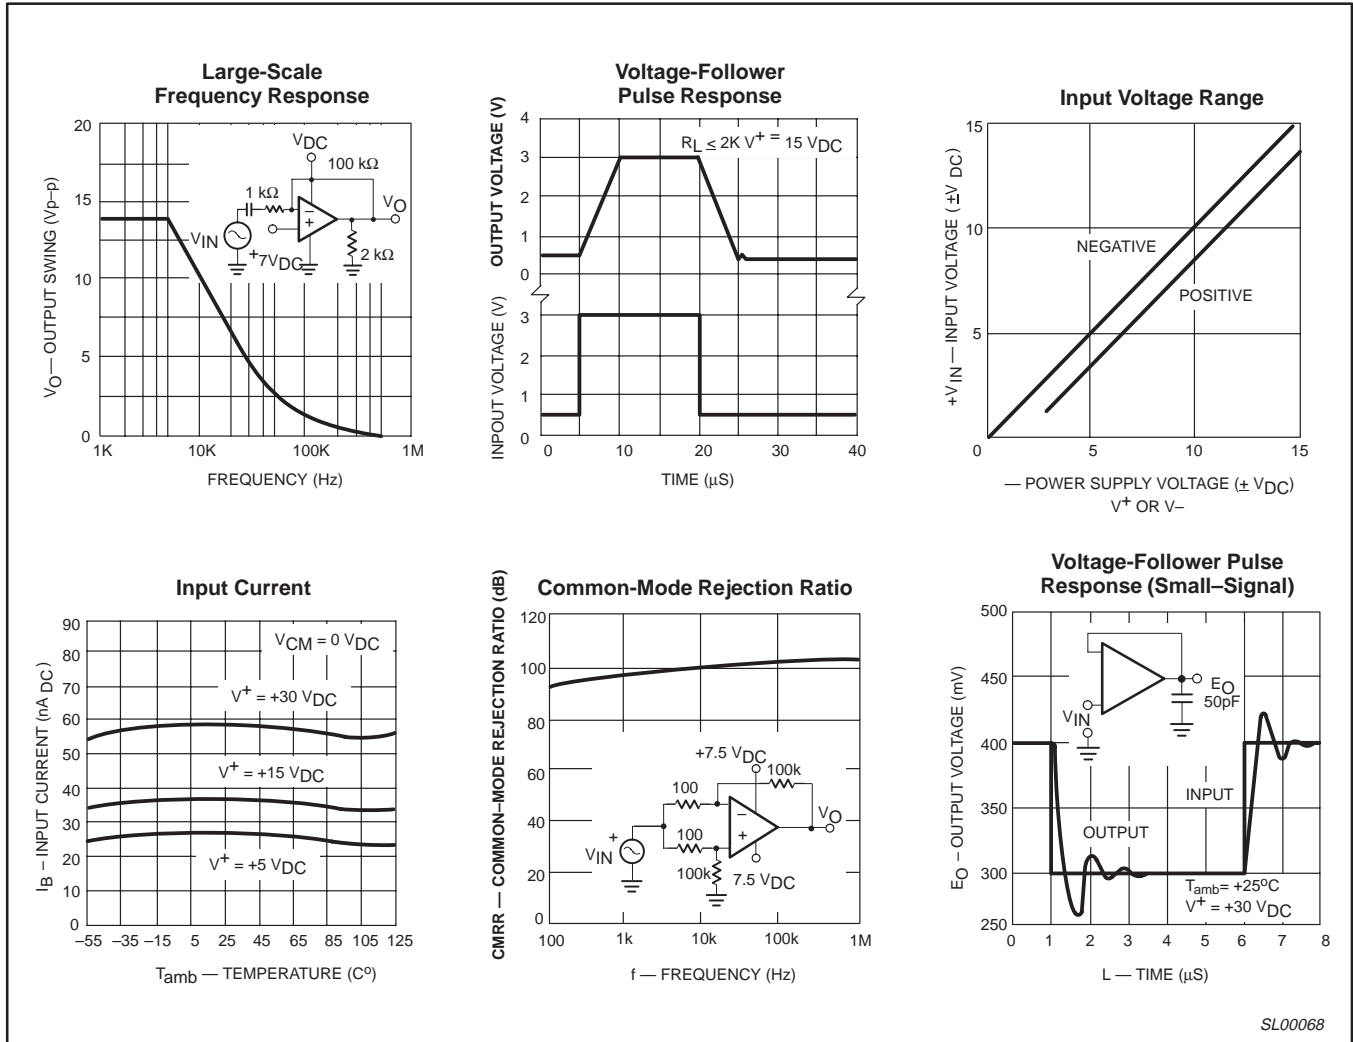 Large-Scale
Frequency Response
20
15
10
5
0
VO— OUTPUT SWING (Vp–p)
VDC
100 kΩ
1 kΩ
VO
VIN
+7VDC
2 kΩ
1K 10K 100K 1M
FREQUENCY (Hz)
Voltage-Follower
Pulse Response
OUTPUT VOLTAGE (V)
4
3
2
1
0
RL ≤ 2K V+ = 15 VDC
INPOUT VOLTAGE (V)
3
2
1
0
0 10 20 30 40
TIME (μS)
Input Voltage Range
+VIN — INPUT VOLTAGE (±V DC)
15
10
5
NEGATIVE
POSITIVE
0 5 10 15
— POWER SUPPLY VOLTAGE (± VDC)
V+ OR V–
Input Current
IB – INPUT CURRENT (nA DC)
90
80
70
60
50
40
30
20
10
0
VCM = 0 VDC
V+ = +30 VDC
V+ = +15 VDC
V+ = +5 VDC
–55 –35 –15 5 25 45 65 85 105 125
Tamb — TEMPERATURE (Co)
Common-Mode Rejection Ratio
CMRR — COMMON–MODE REJECTION RATIO (dB)
120
100
80
60
40
20
0
+7.5 VDC
100k
100
VO
+
100
VIN
100k
7.5 VDC
100 1k 10k 100k 1M
f — FREQUENCY (Hz)
Voltage-Follower Pulse
Response (Small–Signal)
EO – OUTPUT VOLTAGE (mV)
500
450
400
350
300
250
EO
50pF
VIN
INPUT
OUTPUT
Tamb= +25oC
V+ = +30 VDC
0 1 2 3 4 5 6 7 8
L — TIME (μS)
SL00068